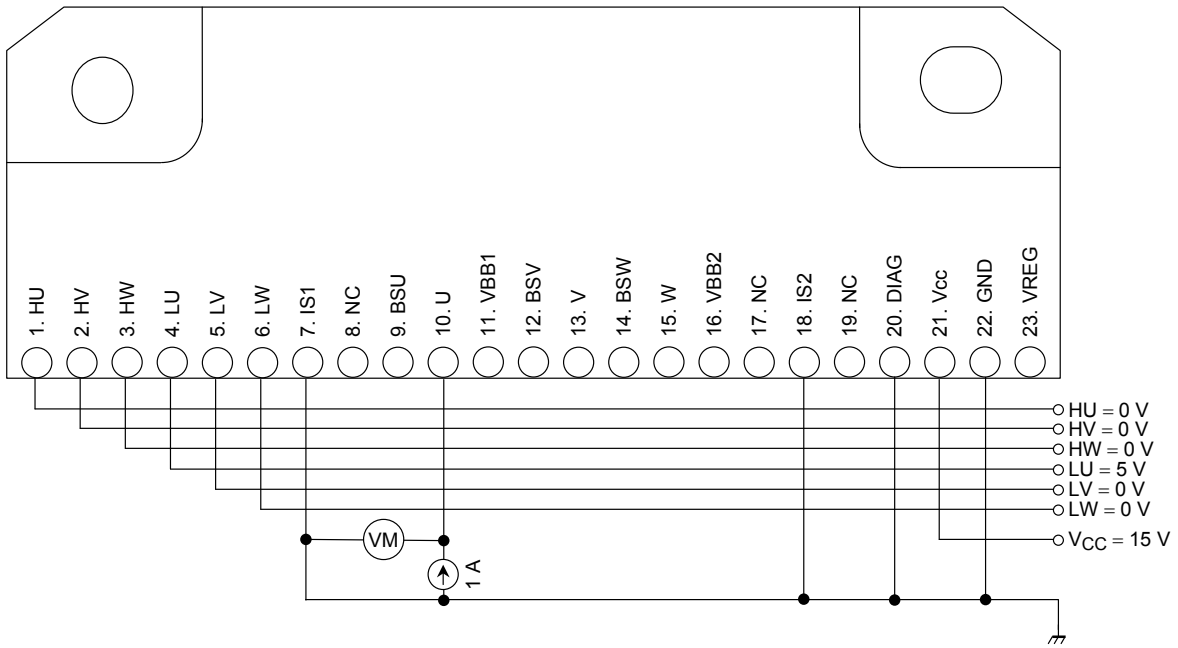 1. HU
2. HV
3. HW
4. LU
5. LV
6. LW
7. IS1
8. NC
9. BSU
10. U
11. VBB1
12. BSV
13. V
14. BSW
15. W
16. VBB2
17. NC
18. IS2
19. NC
20. DIAG
21. Vcc
22. GND
23. VREG
HU = 0 V
HV = 0 V
HW = 0 V
LU = 5 V
LV = 0 V
LW = 0 V
VCC = 15 V
VM
1 A